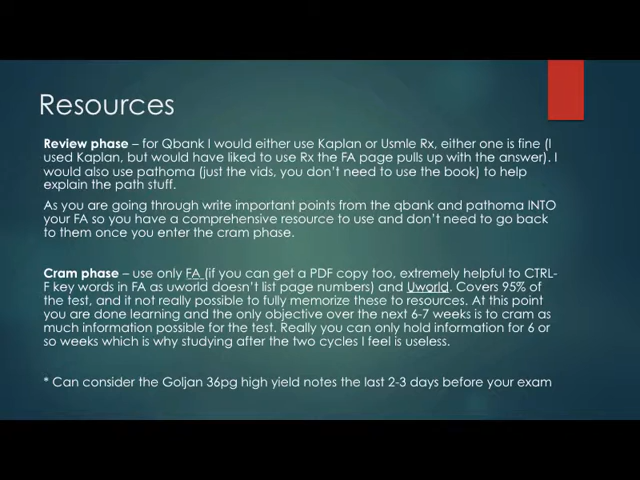 Resources
Review phase – for Qbank I would either use Kaplan or Usmle Rx, either one is fine (I
used Kaplan, but would have liked to use Rx the FA page pulls up with the answer). I
would also use pathoma (just the vids, you don't need to use the book) to help
explain the path stuff.
As you are going through write important points from the qbank and pathoma INTO
your FA so you have a comprehensive resource to use and don't need to go back
to them once you enter the cram phase.
Cram phase – use only FA (if you can get a PDF copy too, extremely helpful to CTRL-
F key words in FA as uworld doesn't list page numbers) and Uworld. Covers 95% of
the test, and it not really possible to fully memorize these to resources. At this point
you are done learning and the only objective over the next 6-7 weeks is to cram as
much information possible for the test. Really you can only hold information for 6 or
so weeks which is why studying after the two cycles I feel is useless.
* Can consider the Goljan 36pg high yield notes the last 2-3 days before your exam